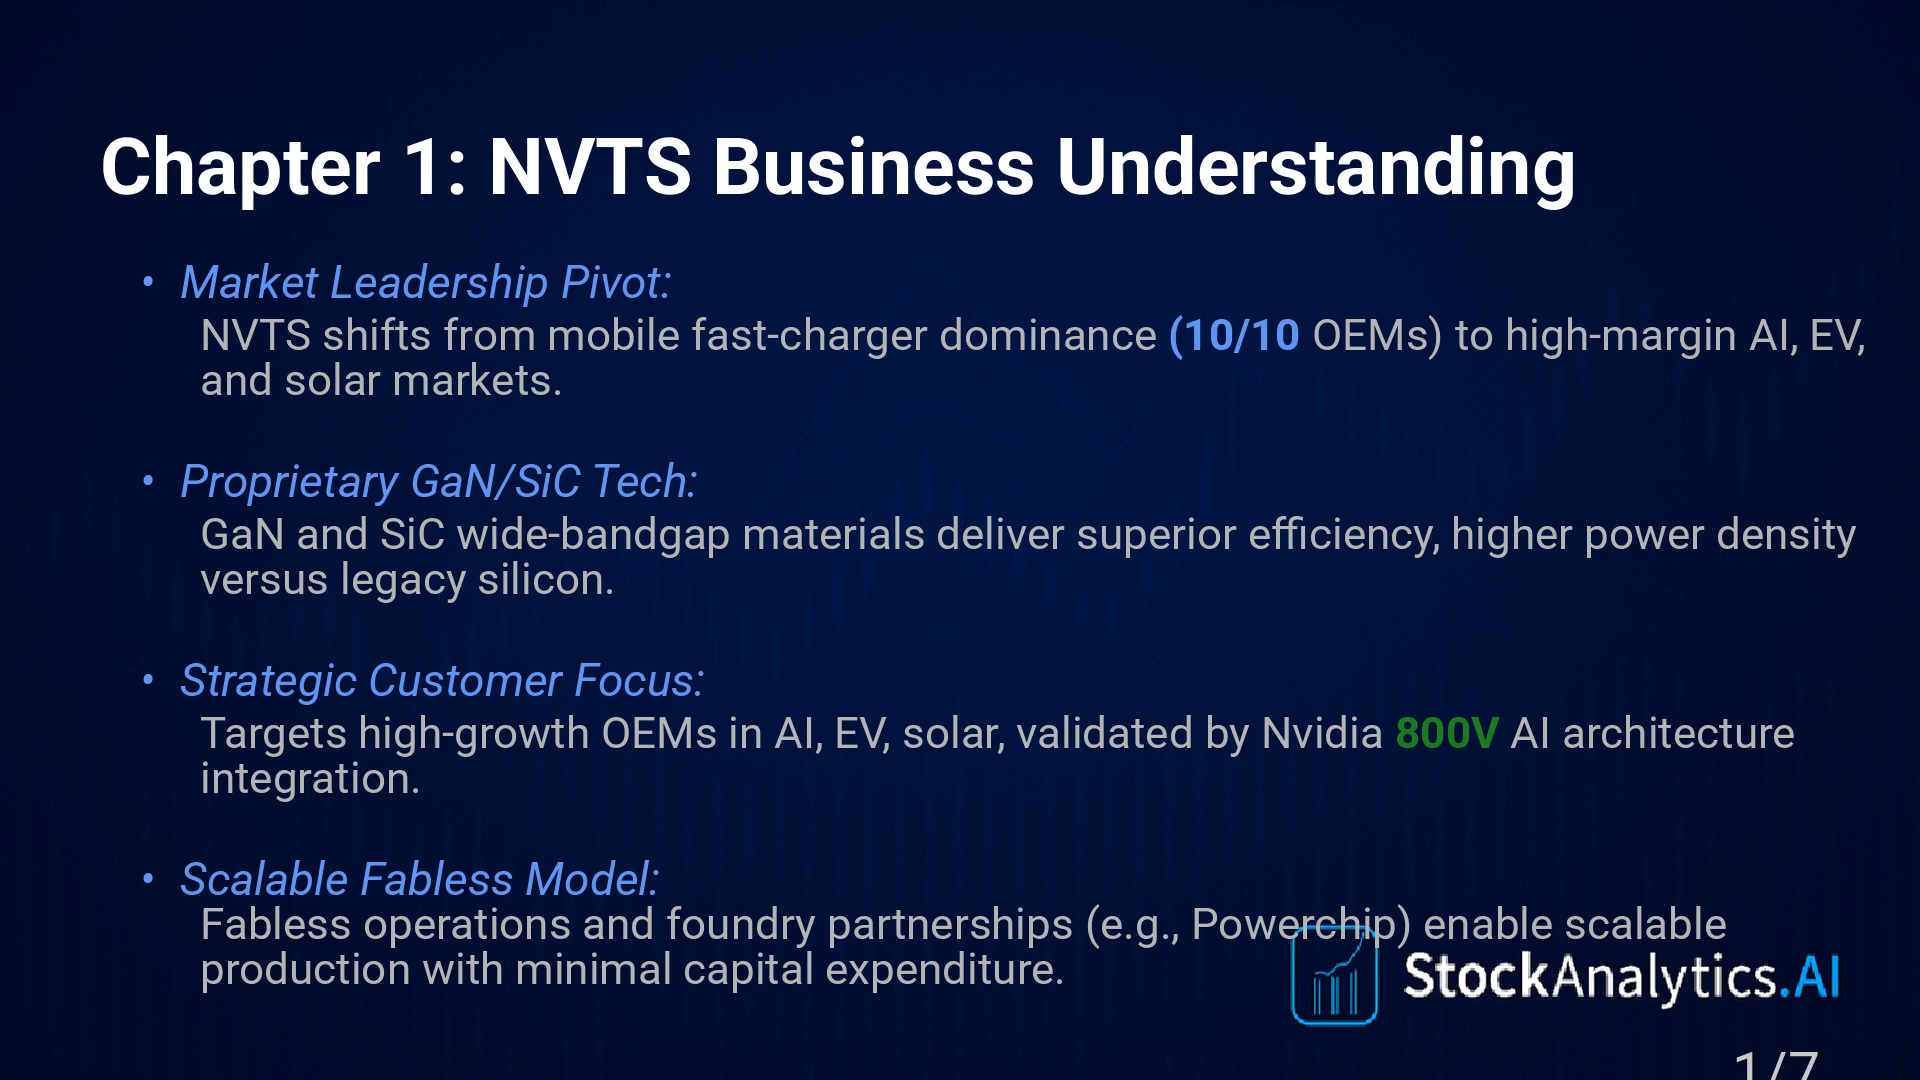 Chapter 1: NVTS Business Understanding
• Market Leadership Pivot:
NVTS shifts from mobile fast-charger dominance (10/10 OEMs) to high-margin AI, EV,
and solar markets.
• Proprietary GaN/SiC Tech:
GaN and SiC wide-bandgap materials deliver superior efficiency, higher power density
versus legacy silicon.
• Strategic Customer Focus:
Targets high-growth OEMs in AI, EV, solar, validated by Nvidia 800V AI architecture
integration.
• Scalable Fabless Model:
Fabless operations and foundry partnerships (e.g., Powerchip) enable scalable
production with minimal capital expenditure.
StockAnalytics.AI
1/7